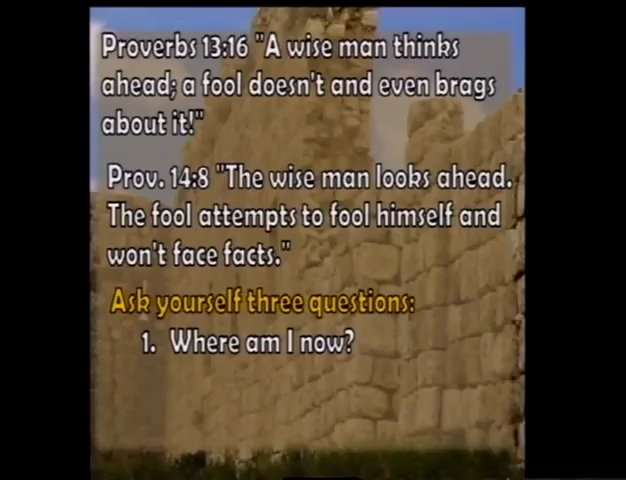 Proverbs 13:16 "A wise man thinks
ahead; a fool doesn't and even brags
about it!"
Prov. 14:8 "The wise man looks ahead.
The fool attempts to fool himself and
won't face facts."
Ask yourself three questions:
1. Where am I now?